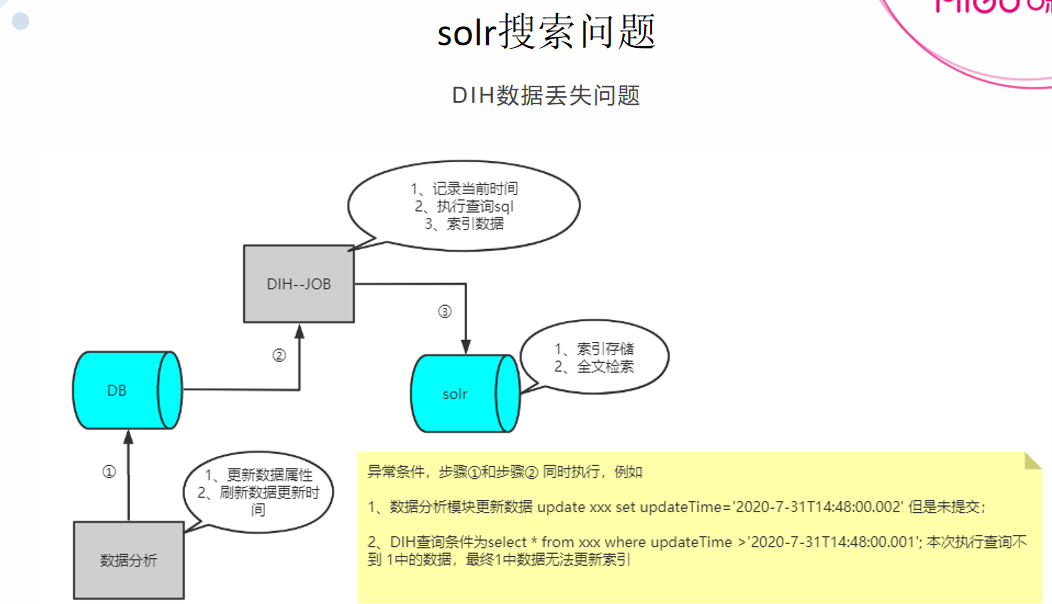 MIGU咪
solr搜索问题
DIH数据丢失问题
1、记录当前时间
2、执行查询sql
3、索引数据
DIH--JOB
③
②
1、索引存储
2、全文检索
DB
solr
①
1、更新数据属性
2、刷新数据更新时
间
数据分析
异常条件，步骤①和步骤② 同时执行，例如
1、数据分析模块更新数据 update xxx set updateTime='2020-7-31T14:48:00.002' 但是未提交；
2、DIH查询条件为select * from xxx where updateTime >'2020-7-31T14:48:00.001'; 本次执行查询不
到 1中的数据，最终1中数据无法更新索引